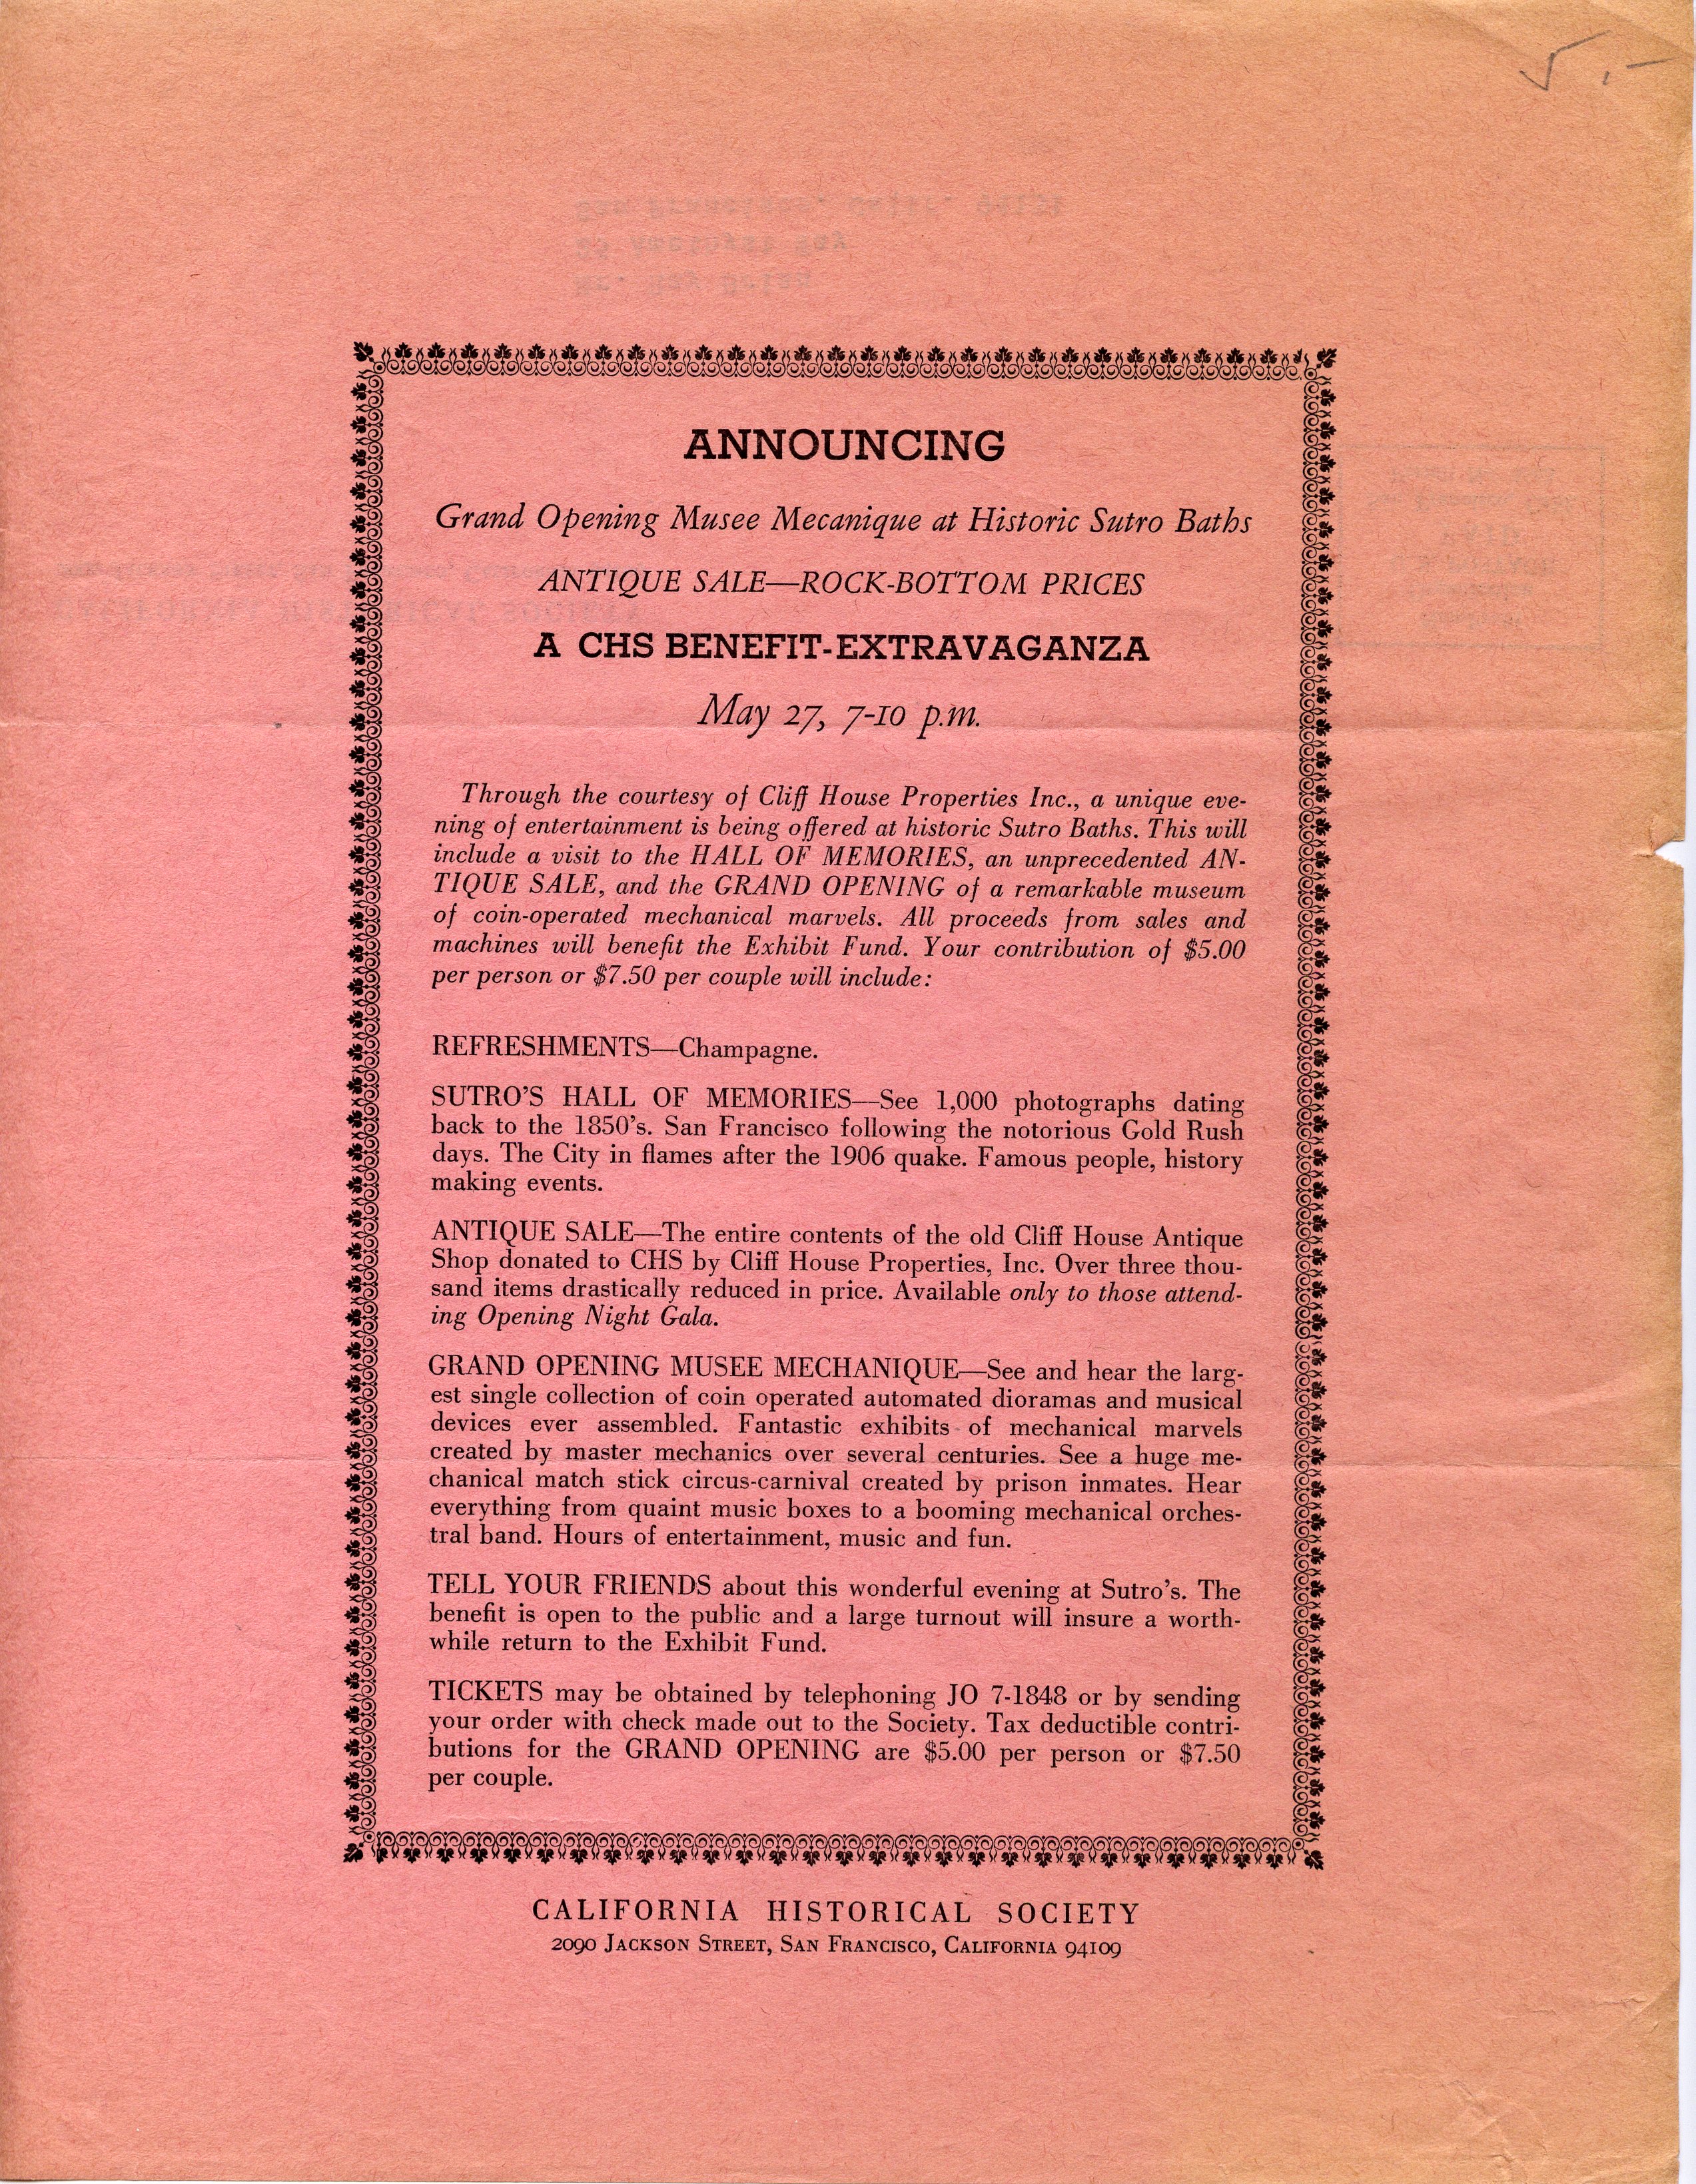 ANNOUNCING
Grand Opening Musee Mecanique at Historic Sutro Baths
ANTIQUE SALE—ROCK-BOTTOM PRICES
A CHS BENEFIT-EXTRAVAGANZA
May 27, 7-10 p.m.
Through the courtesy of Cliff House Properties Inc., a unique eve-
ning of entertainment is being offered at historic Sutro Baths. This will
include a visit to the HALL OF MEMORIES, an unprecedented AN-
TIQUE SALE, and the GRAND OPENING of a remarkable museum
of coin-operated mechanical marvels. All proceeds from sales and
machines will benefit the Exhibit Fund. Your contribution of $5.00
per person or $7.50 per couple will include:
REFRESHMENTS—Champagne.
SUTRO'S HALL OF MEMORIES—See 1,000 photographs dating
back to the 1850's. San Francisco following the notorious Gold Rush
days. The City in flames after the 1906 quake. Famous people, history
making events.
ANTIQUE SALE—The entire contents of the old Cliff House Antique
Shop donated to CHS by Cliff House Properties, Inc. Over three thou-
sand items drastically reduced in price. Available only to those attend-
ing Opening Night Gala.
GRAND OPENING MUSEE MECHANIQUE—See and hear the larg-
est single collection of coin operated automated dioramas and musical
devices ever assembled. Fantastic exhibits of mechanical marvels
created by master mechanics over several centuries. See a huge me-
chanical match stick circus-carnival created by prison inmates. Hear
everything from quaint music boxes to a booming mechanical orches-
tral band. Hours of entertainment, music and fun.
TELL YOUR FRIENDS about this wonderful evening at Sutro's. The
benefit is open to the public and a large turnout will insure a worth-
while return to the Exhibit Fund.
TICKETS may be obtained by telephoning JO 7-1848 or by sending
your order with check made out to the Society. Tax deductible contri-
butions for the GRAND OPENING are $5.00 per person or $7.50
per couple.
CALIFORNIA HISTORICAL SOCIETY
2090 JACKSON STREET, SAN FRANCISCO, CALIFORNIA 94109